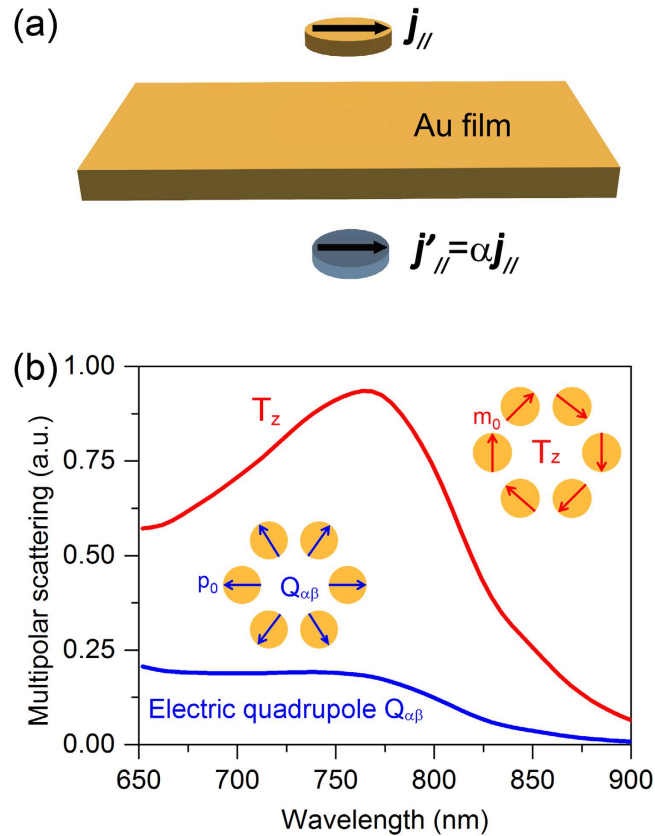 (a)
j//
Au film
j'//=αj//
(b)
1.00
0.75
0.50
0.25
0.00
Multipolar scattering (a.u.)
Tz
m0
Tz
p0
Qαβ
Electric quadrupole Qαβ
650 700 750 800 850 900
Wavelength (nm)